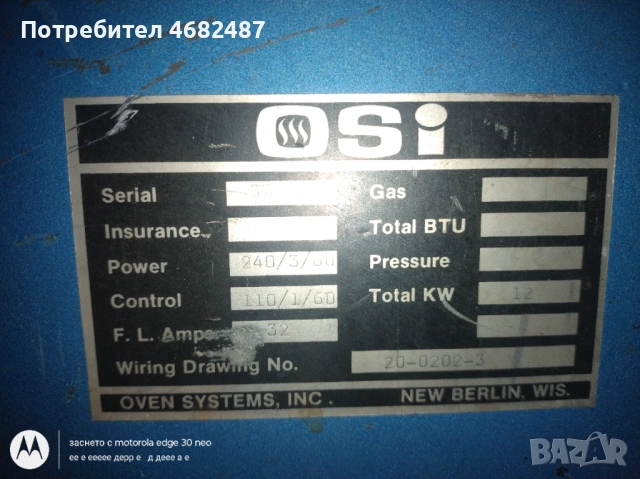 Потребител 4682487
OSi
Serial
Gas
Insurance
Total BTU
Power 240/3/60
Pressure
Control 110/1/60
Total KW 12
F. L. Amps 32
Wiring Drawing No. 20-0202-3
OVEN SYSTEMS, INC. NEW BERLIN, WIS.
заснето с motorola edge 30 neo
BAZAR